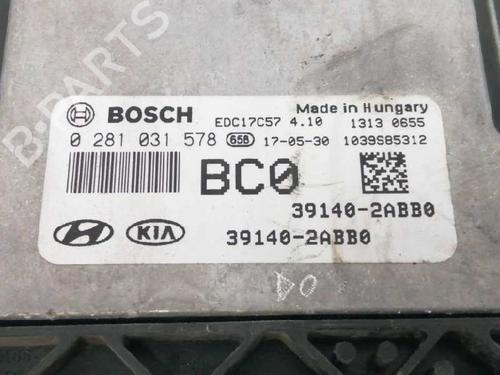 B-PARTS
BOSCH EDC17C57 4.10 Made in Hungary
0 281 031 578 658 17-05-30 1313 0655
1039S85312
BC0
39140-2ABB0
KIA 39140-2ABB0